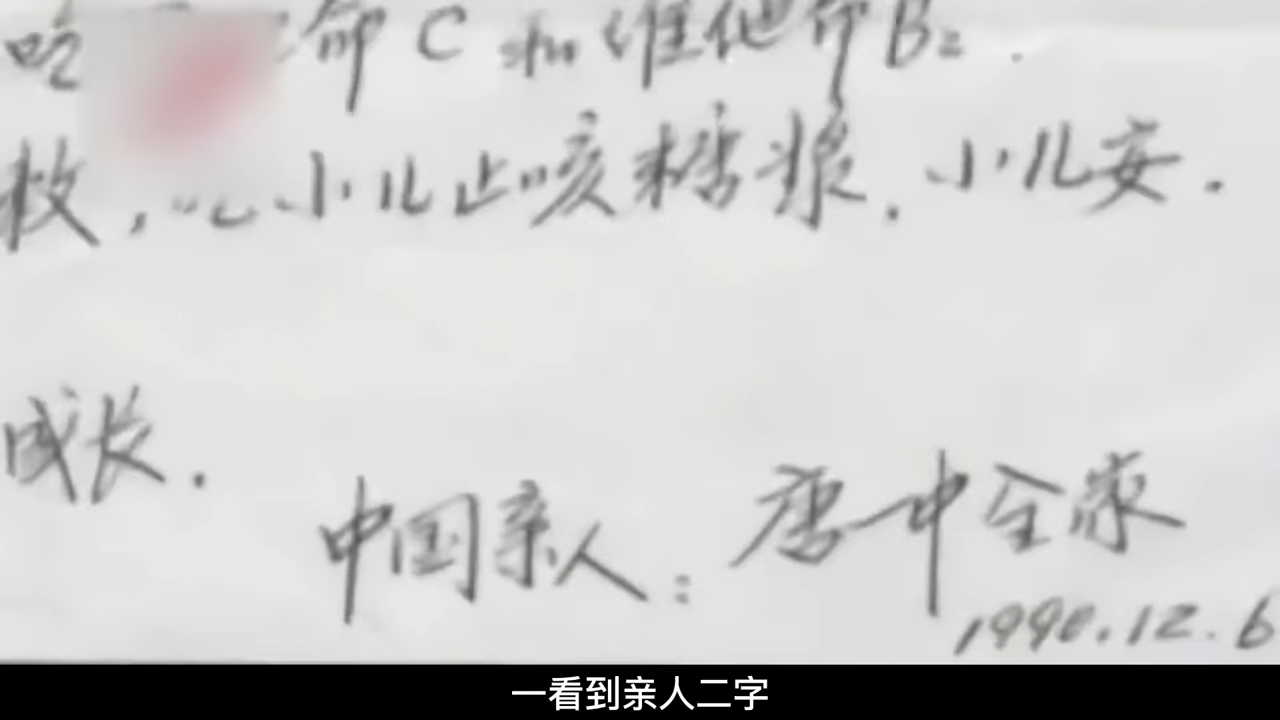 吃 命C和维他命B2.
枚, 小儿止咳糖浆.小儿安.
成长.
中国亲人:唐中全家
1990.12.6
一看到亲人二字